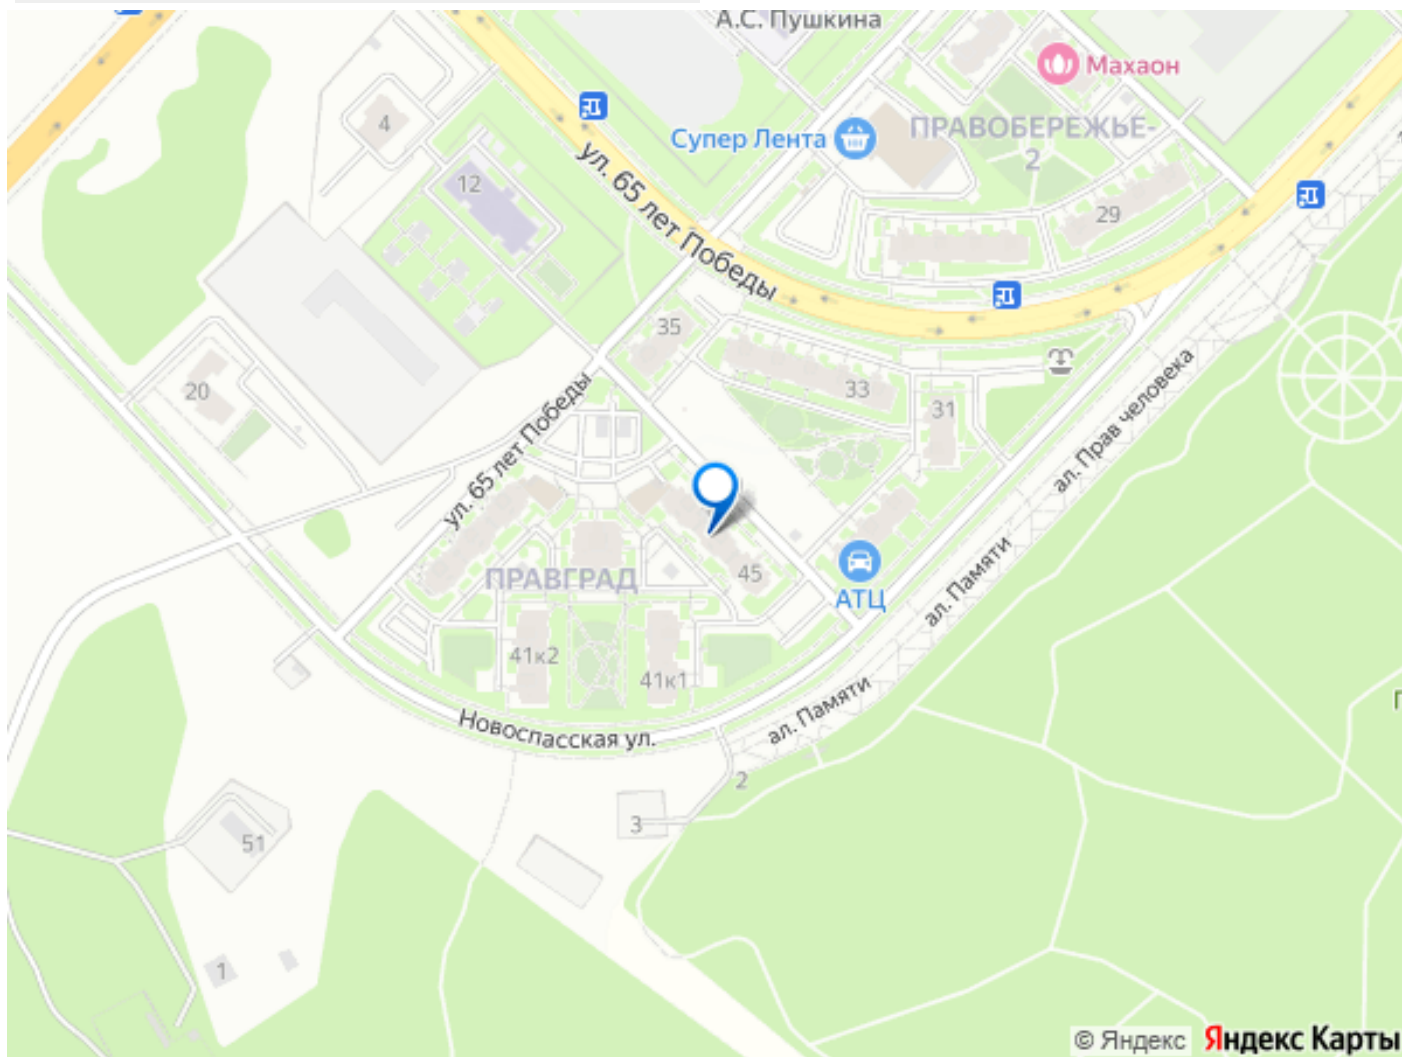 А.С. Пушкина
Махаон
4
Супер Лента
ПРАВОБЕРЕЖЬЕ-
2
12
ул. 65 лет Победы
29
35
20
33
31
ул. 65 лет Победы
ал. Прав человека
45
ПРАВГРАД
АТЦ
ал. Памяти
41к2
41к1
ал. Памяти
Новоспасская ул.
2
3
51
1
© Яндекс Яндекс Карты